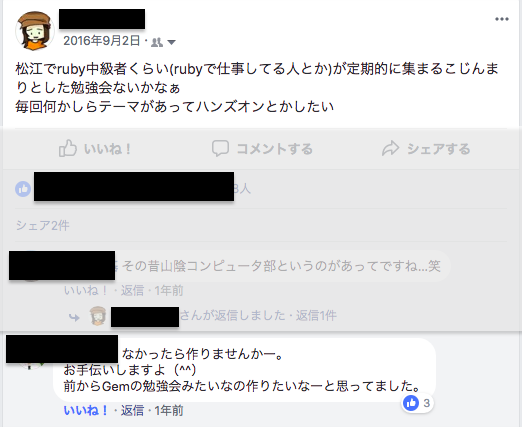 2016年9月2日
松江でruby中級者くらい(rubyで仕事してる人とか)が定期的に集まるこじんま
りとした勉強会ないかなぁ
毎回何かしらテーマがあってハンズオンとかしたい
いいね！ コメントする シェアする
人
シェア2件
その昔山陰コンピュータ部というのがあってですね...笑
いいね！・返信・1年前
さんが返信しました・返信1件
なかったら作りませんかー。
お手伝いしますよ（^^）
前からGemの勉強会みたいなの作りたいなーと思ってました。
3
いいね！・返信・1年前